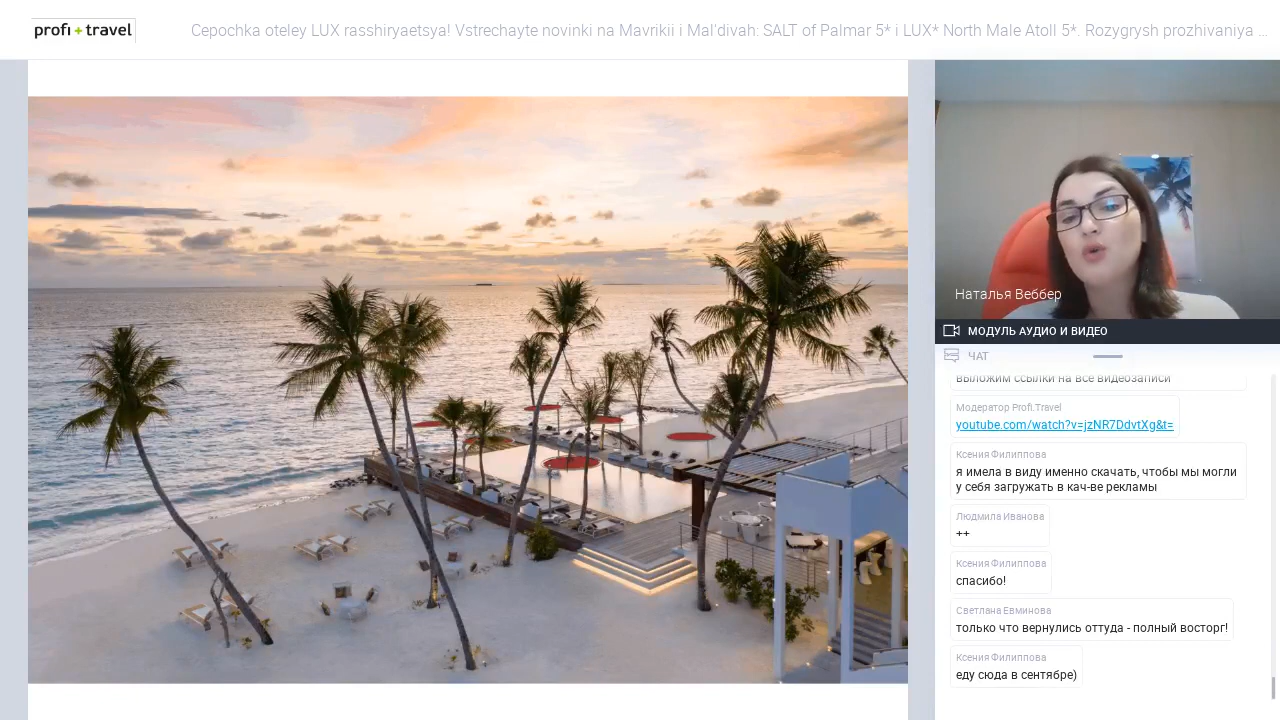 profi + travel
Cepochka oteley LUX rasshiryaetsya! Vstrechayte novinki na Mavrikii i Mal'divah: SALT of Palmar 5* i LUX* North Male Atoll 5*. Rozygrysh prozhivaniya ...
Наталья Веббер
МОДУЛЬ АУДИО И ВИДЕО
ЧАТ
выложим ссылки на все видеозаписи
Модератор Profi.Travel
youtube.com/watch?v=jzNR7DdvtXg&t=
Ксения Филиппова
я имела в виду именно скачать, чтобы мы могли
у себя загружать в кач-ве рекламы
Людмила Иванова
++
Ксения Филиппова
спасибо!
Светлана Евминова
только что вернулись оттуда - полный восторг!
Ксения Филиппова
еду сюда в сентябре)